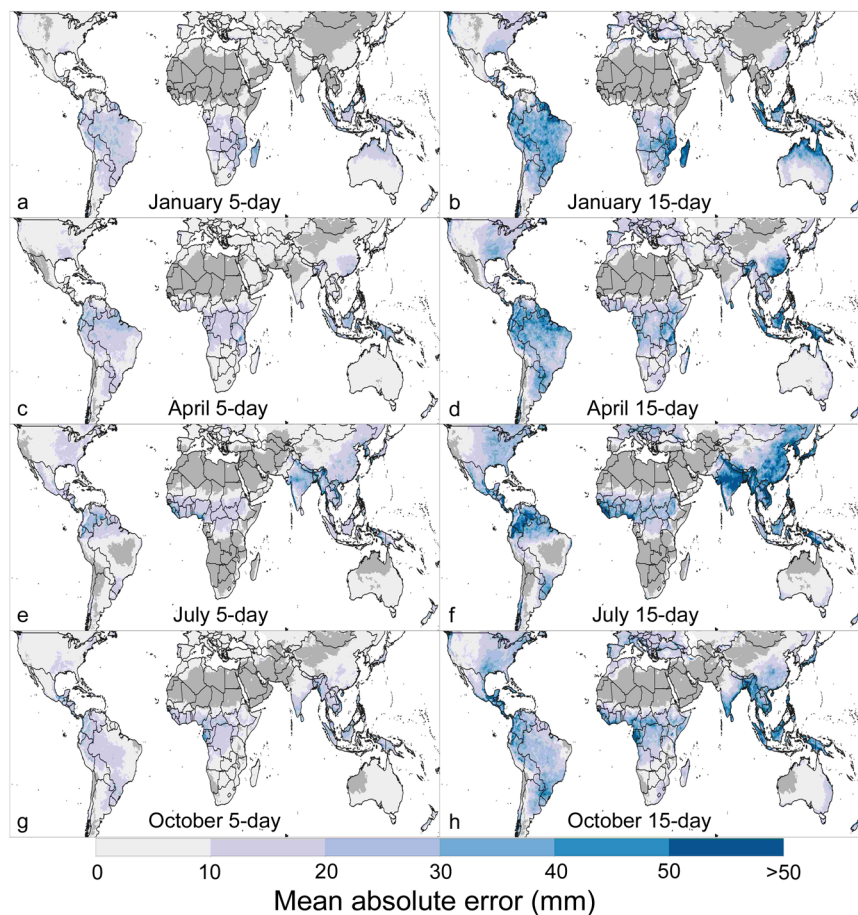 a January 5-day
b January 15-day
c April 5-day
d April 15-day
e July 5-day
f July 15-day
g October 5-day
h October 15-day
0 10 20 30 40 50 >50
Mean absolute error (mm)